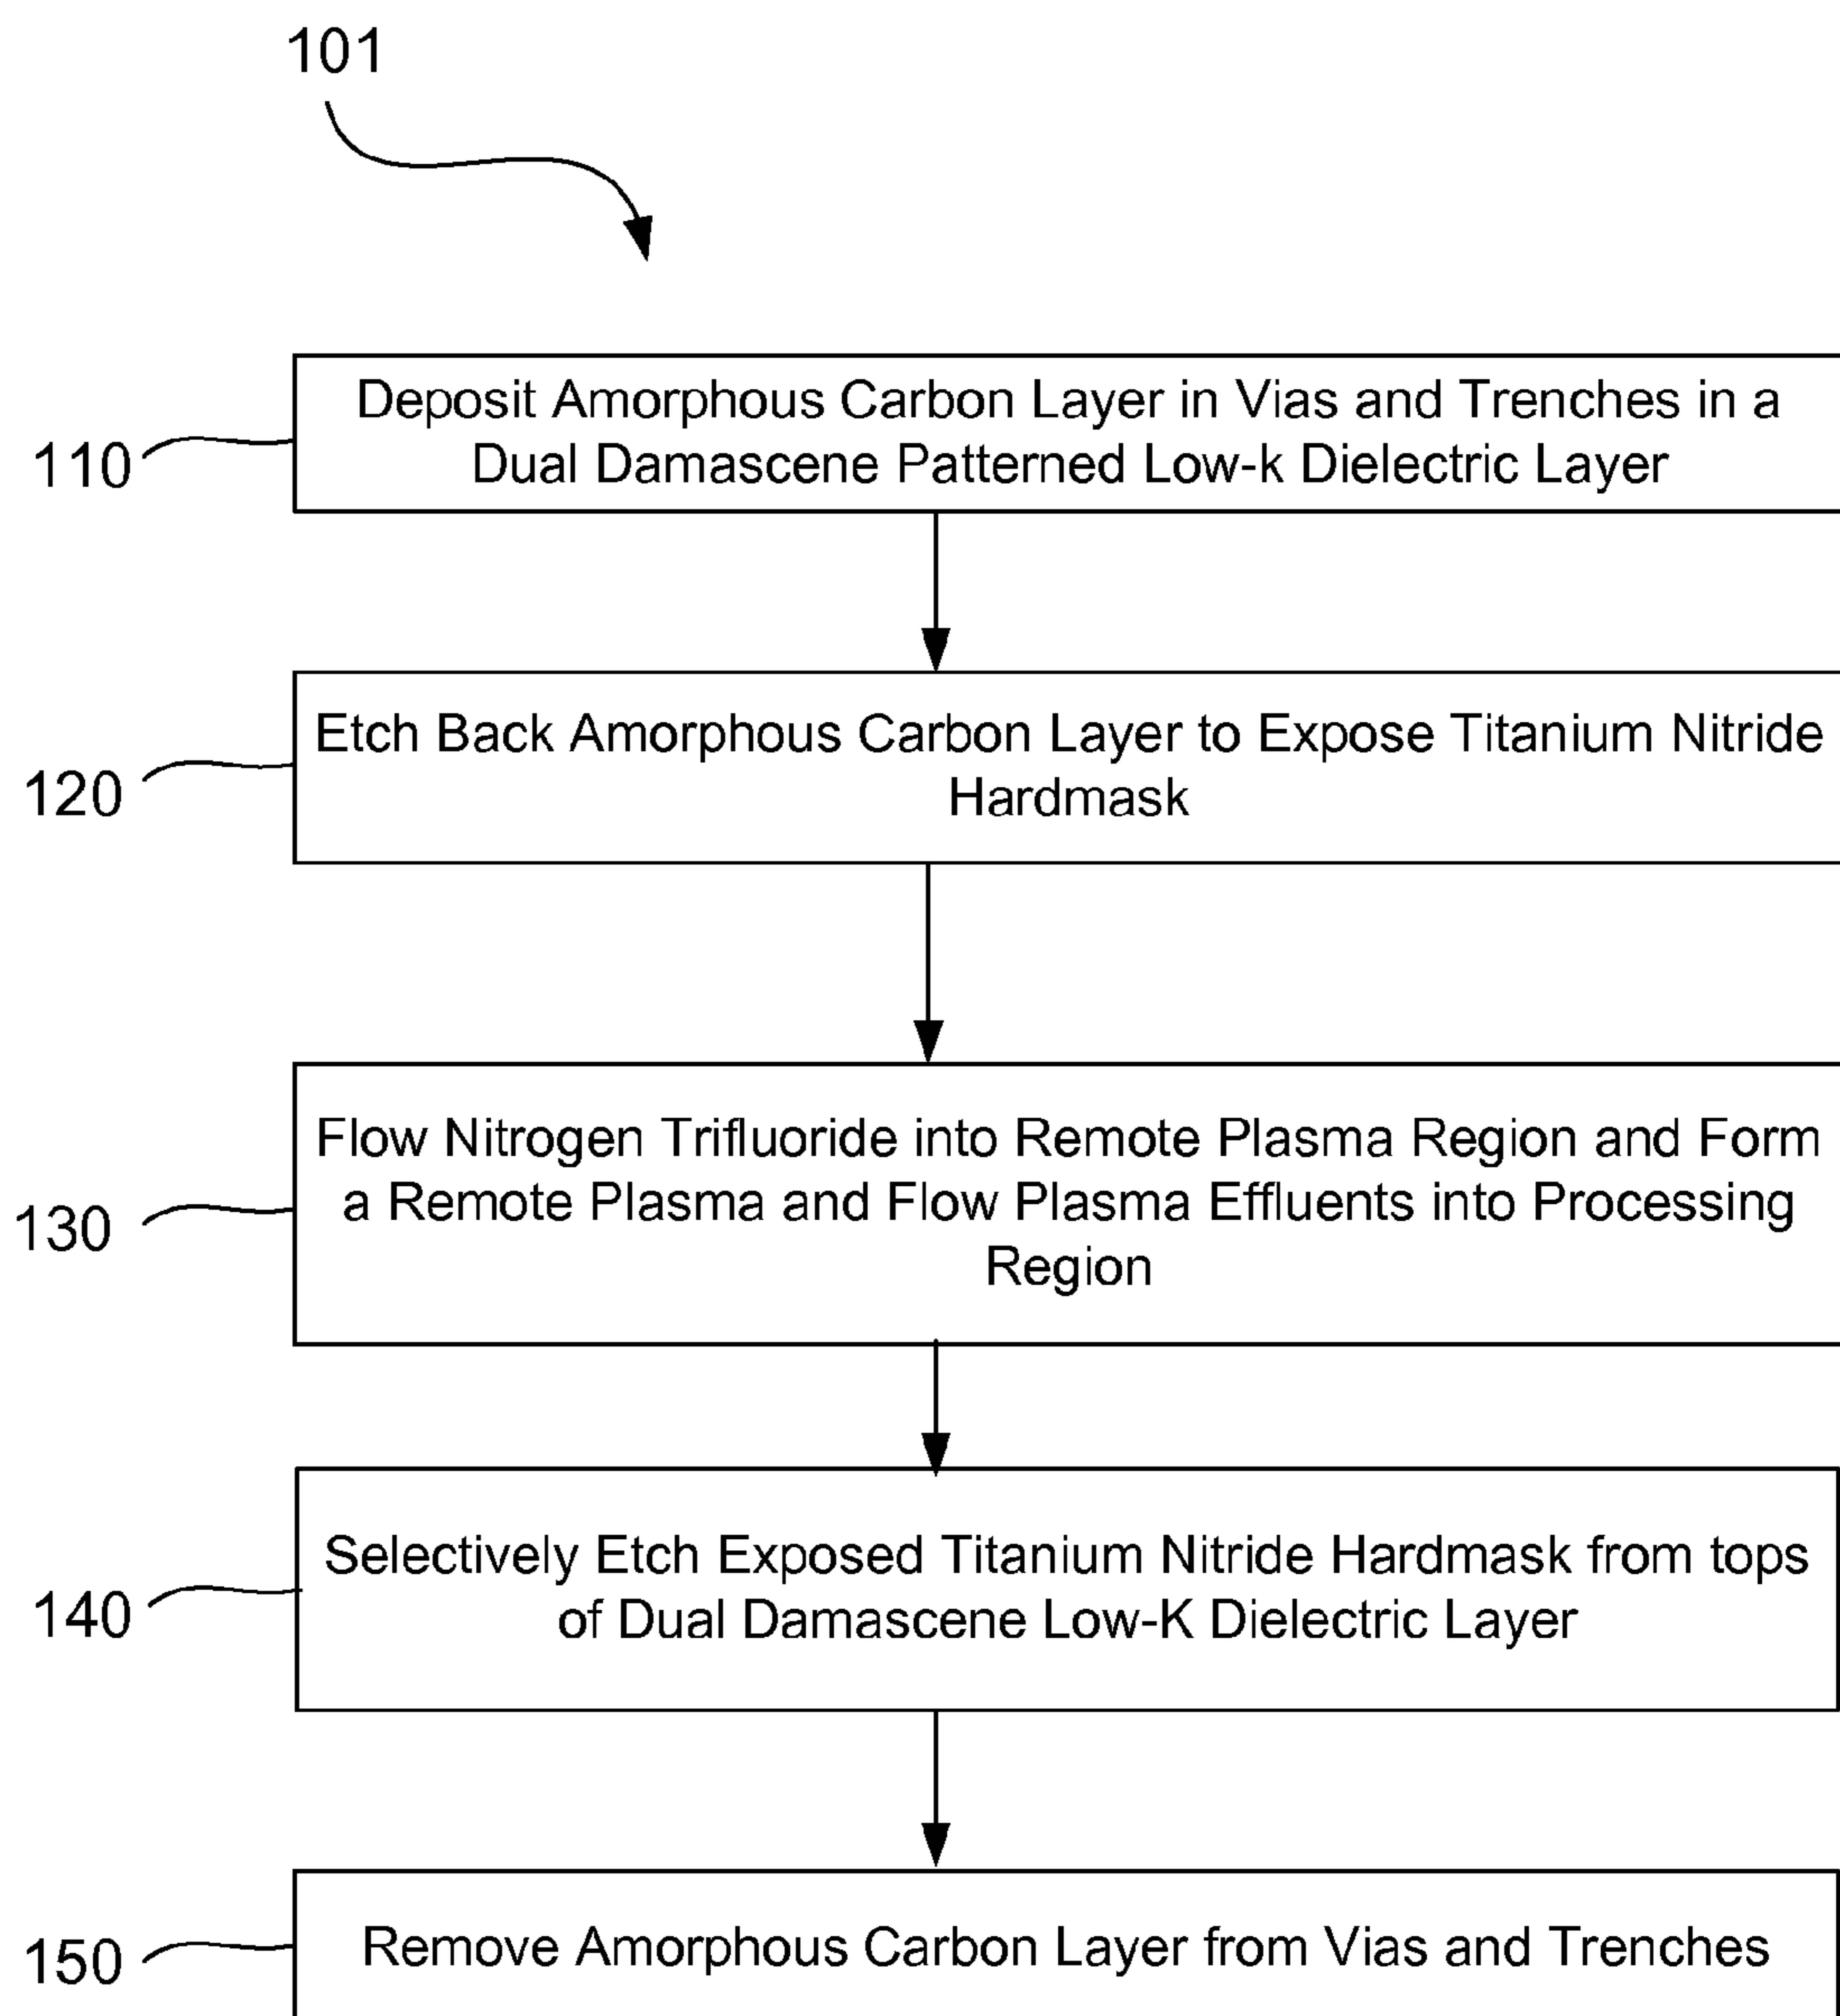 101
110
Deposit Amorphous Carbon Layer in Vias and Trenches in a
Dual Damascene Patterned Low-k Dielectric Layer
120
Etch Back Amorphous Carbon Layer to Expose Titanium Nitride
Hardmask
130
Flow Nitrogen Trifluoride into Remote Plasma Region and Form
a Remote Plasma and Flow Plasma Effluents into Processing
Region
140
Selectively Etch Exposed Titanium Nitride Hardmask from tops
of Dual Damascene Low-K Dielectric Layer
150
Remove Amorphous Carbon Layer from Vias and Trenches